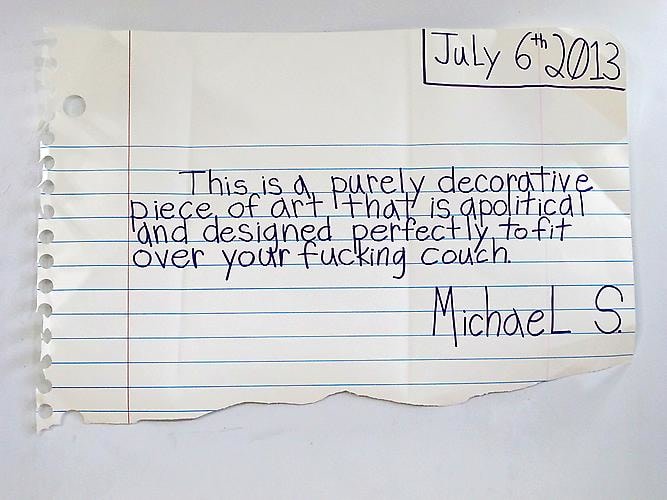 July 6th 2013
This is a purely decorative
piece of art that is apolitical
and designed perfectly to fit
over your fucking couch.
Michael S.